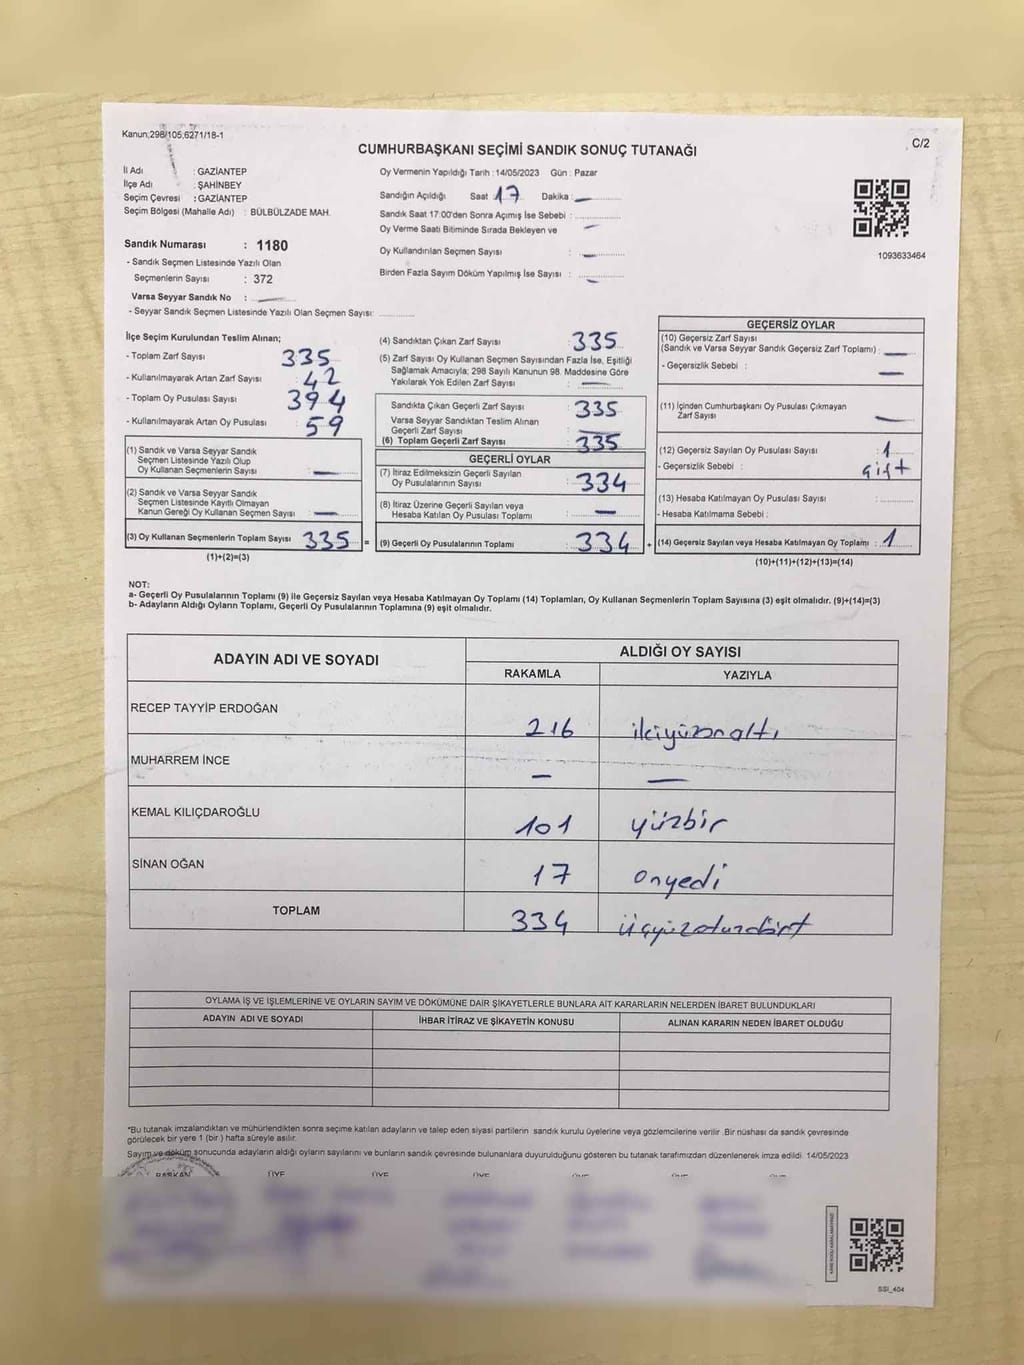 Kanun,298/105,6271/18-1
C/2
CUMHURBAŞKANI SEÇİMİ SANDIK SONUÇ TUTANAĞI
İl Adı : GAZİANTEP
İlçe Adı : ŞAHİNBEY
Seçim Çevresi : GAZİANTEP
Seçim Bölgesi (Mahalle Adı) : BÜLBÜLZADE MAH.
Sandık Numarası : 1180
- Sandık Seçmen Listesinde Yazılı Olan
Seçmenlerin Sayısı : 372
Varsa Seyyar Sandık No : —
- Seyyar Sandık Seçmen Listesinde Yazılı Olan Seçmen Sayısı: ............
Oy Vermenin Yapıldığı Tarih : 14/05/2023 Gün : Pazar
Sandığın Açıldığı Saat 17 Dakika : —
Sandık Saat 17.00'den Sonra Açımış İse Sebebi : ............
Oy Verme Saati Bitiminde Sırada Bekleyen ve —
Oy Kullandırılan Seçmen Sayısı : —
Birden Fazla Sayım Döküm Yapılmış İse Sayısı : —
1093633464
İlçe Seçim Kurulundan Teslim Alınan;
- Toplam Zarf Sayısı 335
- Kullanılmayarak Artan Zarf Sayısı : 42
- Toplam Oy Pusulası Sayısı : 394
- Kullanılmayarak Artan Oy Pusulası : 59
(1) Sandık ve Varsa Seyyar Sandık
Seçmen Listesinde Yazılı Olup
Oy Kullanan Seçmenlerin Sayısı : —
(2) Sandık ve Varsa Seyyar Sandık
Seçmen Listesinde Kayıtlı Olmayan
Kanun Gereği Oy Kullanan Seçmen Sayısı : —
(3) Oy Kullanan Seçmenlerin Toplam Sayısı : 335 =
(1)+(2)=(3)
(4) Sandıktan Çıkan Zarf Sayısı : 335
(5) Zarf Sayısı Oy Kullanan Seçmen Sayısından Fazla İse, Eşitliği
Sağlamak Amacıyla; 298 Sayılı Kanunun 98. Maddesine Göre
Yakılarak Yok Edilen Zarf Sayısı : —
Sandıkta Çıkan Geçerli Zarf Sayısı : 335
Varsa Seyyar Sandıktan Teslim Alınan
Geçerli Zarf Sayısı : —
(6) Toplam Geçerli Zarf Sayısı : 335
GEÇERLİ OYLAR
(7) İtiraz Edilmeksizin Geçerli Sayılan
Oy Pusulalarının Sayısı : 334
(8) İtiraz Üzerine Geçerli Sayılan veya
Hesaba Katılan Oy Pusulası Toplamı : —
(9) Geçerli Oy Pusulalarının Toplamı : 334 +
GEÇERSİZ OYLAR
(10) Geçersiz Zarf Sayısı
(Sandık ve Varsa Seyyar Sandık Geçersiz Zarf Toplamı) : —
- Geçersizlik Sebebi : —
(11) İçinden Cumhurbaşkanı Oy Pusulası Çıkmayan
Zarf Sayısı —
(12) Geçersiz Sayılan Oy Pusulası Sayısı : 1
- Geçersizlik Sebebi : çift
(13) Hesaba Katılmayan Oy Pusulası Sayısı : ............
- Hesaba Katılmama Sebebi :
(14) Geçersiz Sayılan veya Hesaba Katılmayan Oy Toplamı : 1
(10)+(11)+(12)+(13)=(14)
NOT:
a- Geçerli Oy Pusulalarının Toplamı (9) ile Geçersiz Sayılan veya Hesaba Katılmayan Oy Toplamı (14) Toplamları, Oy Kullanan Seçmenlerin Toplam Sayısına (3) eşit olmalıdır. (9)+(14)=(3)
b- Adayların Aldığı Oyların Toplamı, Geçerli Oy Pusulalarının Toplamına (9) eşit olmalıdır.
ADAYIN ADI VE SOYADI
ALDIĞI OY SAYISI
RAKAMLA YAZIYLA
RECEP TAYYİP ERDOĞAN 216 ikiyüzonaltı
MUHARREM İNCE — —
KEMAL KILIÇDAROĞLU 101 yüzbir
SİNAN OĞAN 17 onyedi
TOPLAM 334 üçyüzotuzdört
OYLAMA İŞ VE İŞLEMLERİNE VE OYLARIN SAYIM VE DÖKÜMÜNE DAİR ŞİKAYETLERLE BUNLARA AİT KARARLARIN NELERDEN İBARET BULUNDUKLARI
ADAYIN ADI VE SOYADI İHBAR İTİRAZ VE ŞİKAYETİN KONUSU ALINAN KARARIN NEDEN İBARET OLDUĞU
*Bu tutanak imzalandıktan ve mühürlendikten sonra seçime katılan adayların ve talep eden siyasi partilerin sandık kurulu üyelerine veya gözlemcilerine verilir .Bir nüshası da sandık çevresinde
görülecek bir yere 1 (bir ) hafta süreyle asılır.
Sayım ve döküm sonucunda adayların aldığı oyların sayılarını ve bunların sandık çevresinde bulunanlara duyurulduğunu gösteren bu tutanak tarafımızdan düzenlenerek imza edildi. 14/05/2023
BAŞKAN ÜYE ÜYE ÜYE ÜYE ÜYE
SSI_404